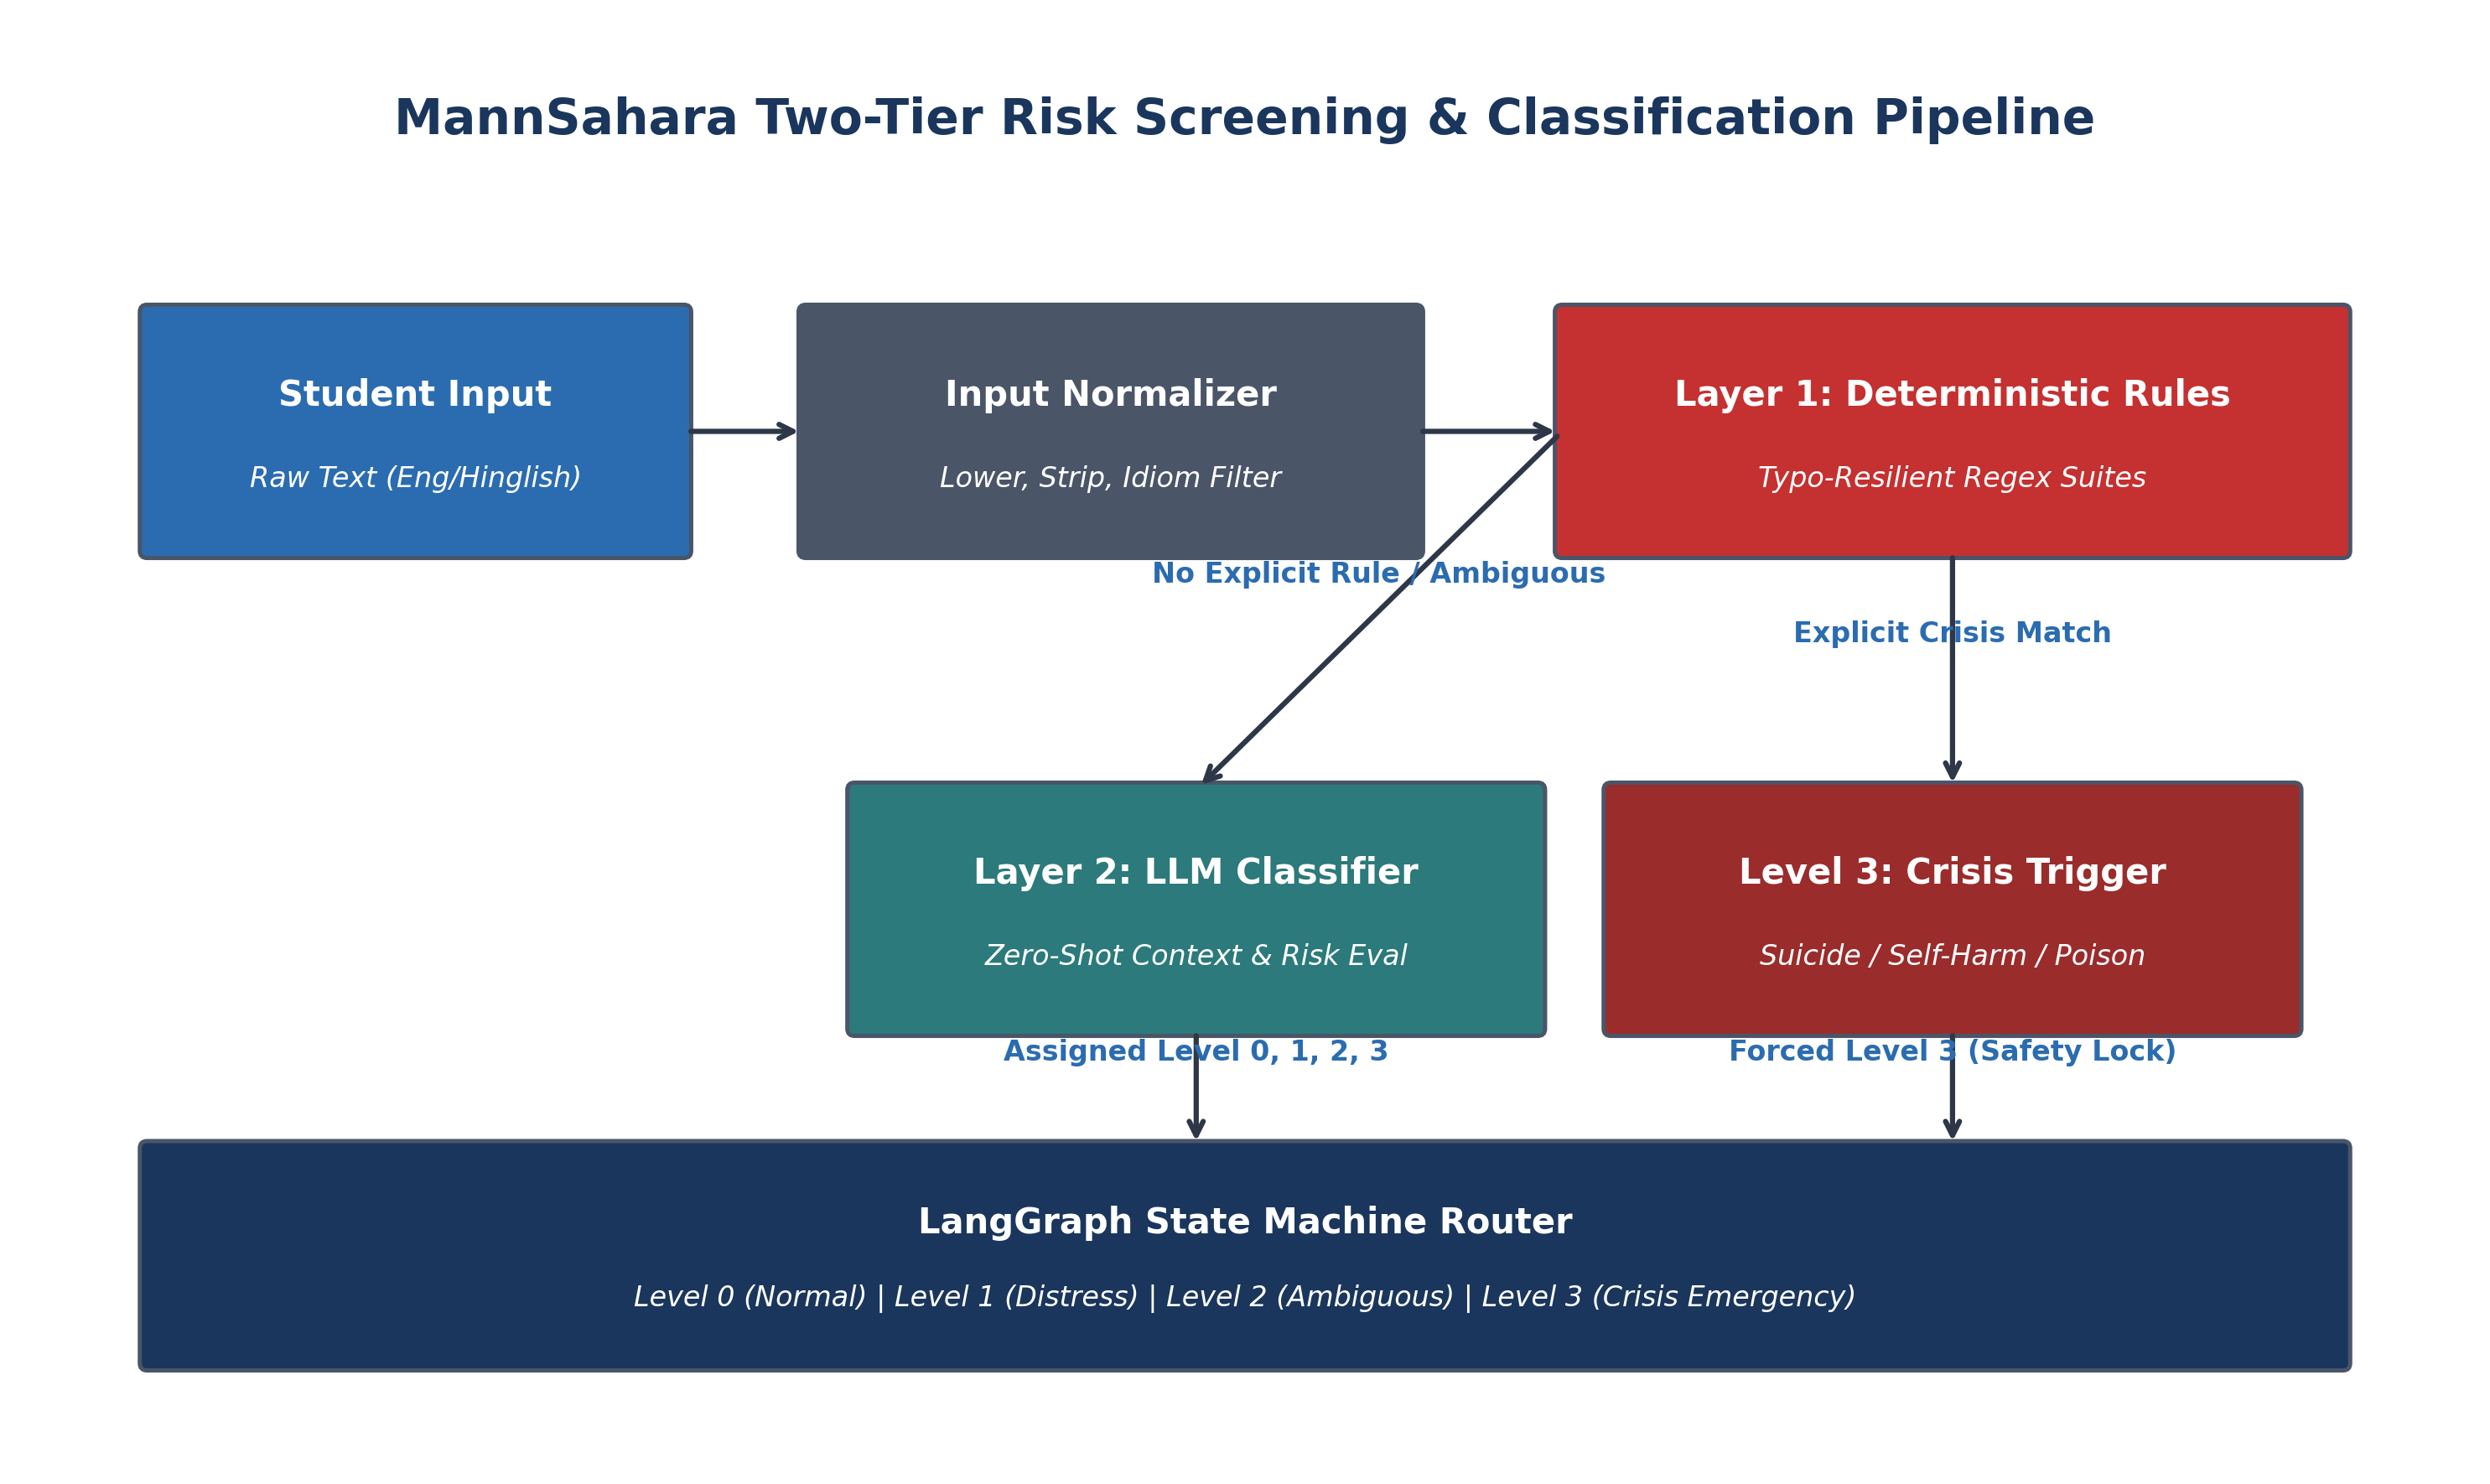 MannSahara Two-Tier Risk Screening & Classification Pipeline
Student Input
Raw Text (Eng/Hinglish)
Input Normalizer
Lower, Strip, Idiom Filter
Layer 1: Deterministic Rules
Typo-Resilient Regex Suites
No Explicit Rule / Ambiguous
Explicit Crisis Match
Layer 2: LLM Classifier
Zero-Shot Context & Risk Eval
Level 3: Crisis Trigger
Suicide / Self-Harm / Poison
Assigned Level 0, 1, 2, 3
Forced Level 3 (Safety Lock)
LangGraph State Machine Router
Level 0 (Normal) | Level 1 (Distress) | Level 2 (Ambiguous) | Level 3 (Crisis Emergency)